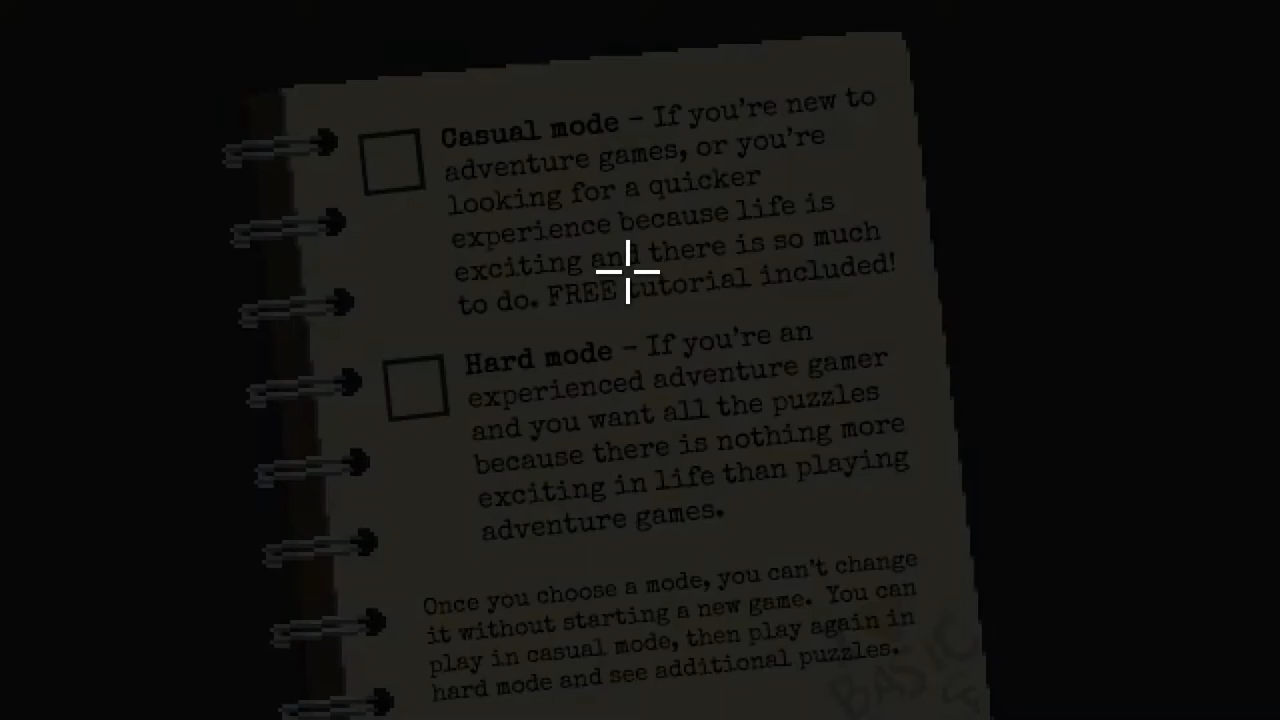 Casual mode - If you're new to
adventure games, or you're
looking for a quicker
experience because life is
exciting and there is so much
to do. FREE tutorial included!
Hard mode - If you're an
experienced adventure gamer
and you want all the puzzles
because there is nothing more
exciting in life than playing
adventure games.
Once you choose a mode, you can't change
it without starting a new game. You can
play in casual mode, then play again in
hard mode and see additional puzzles.
BASIC